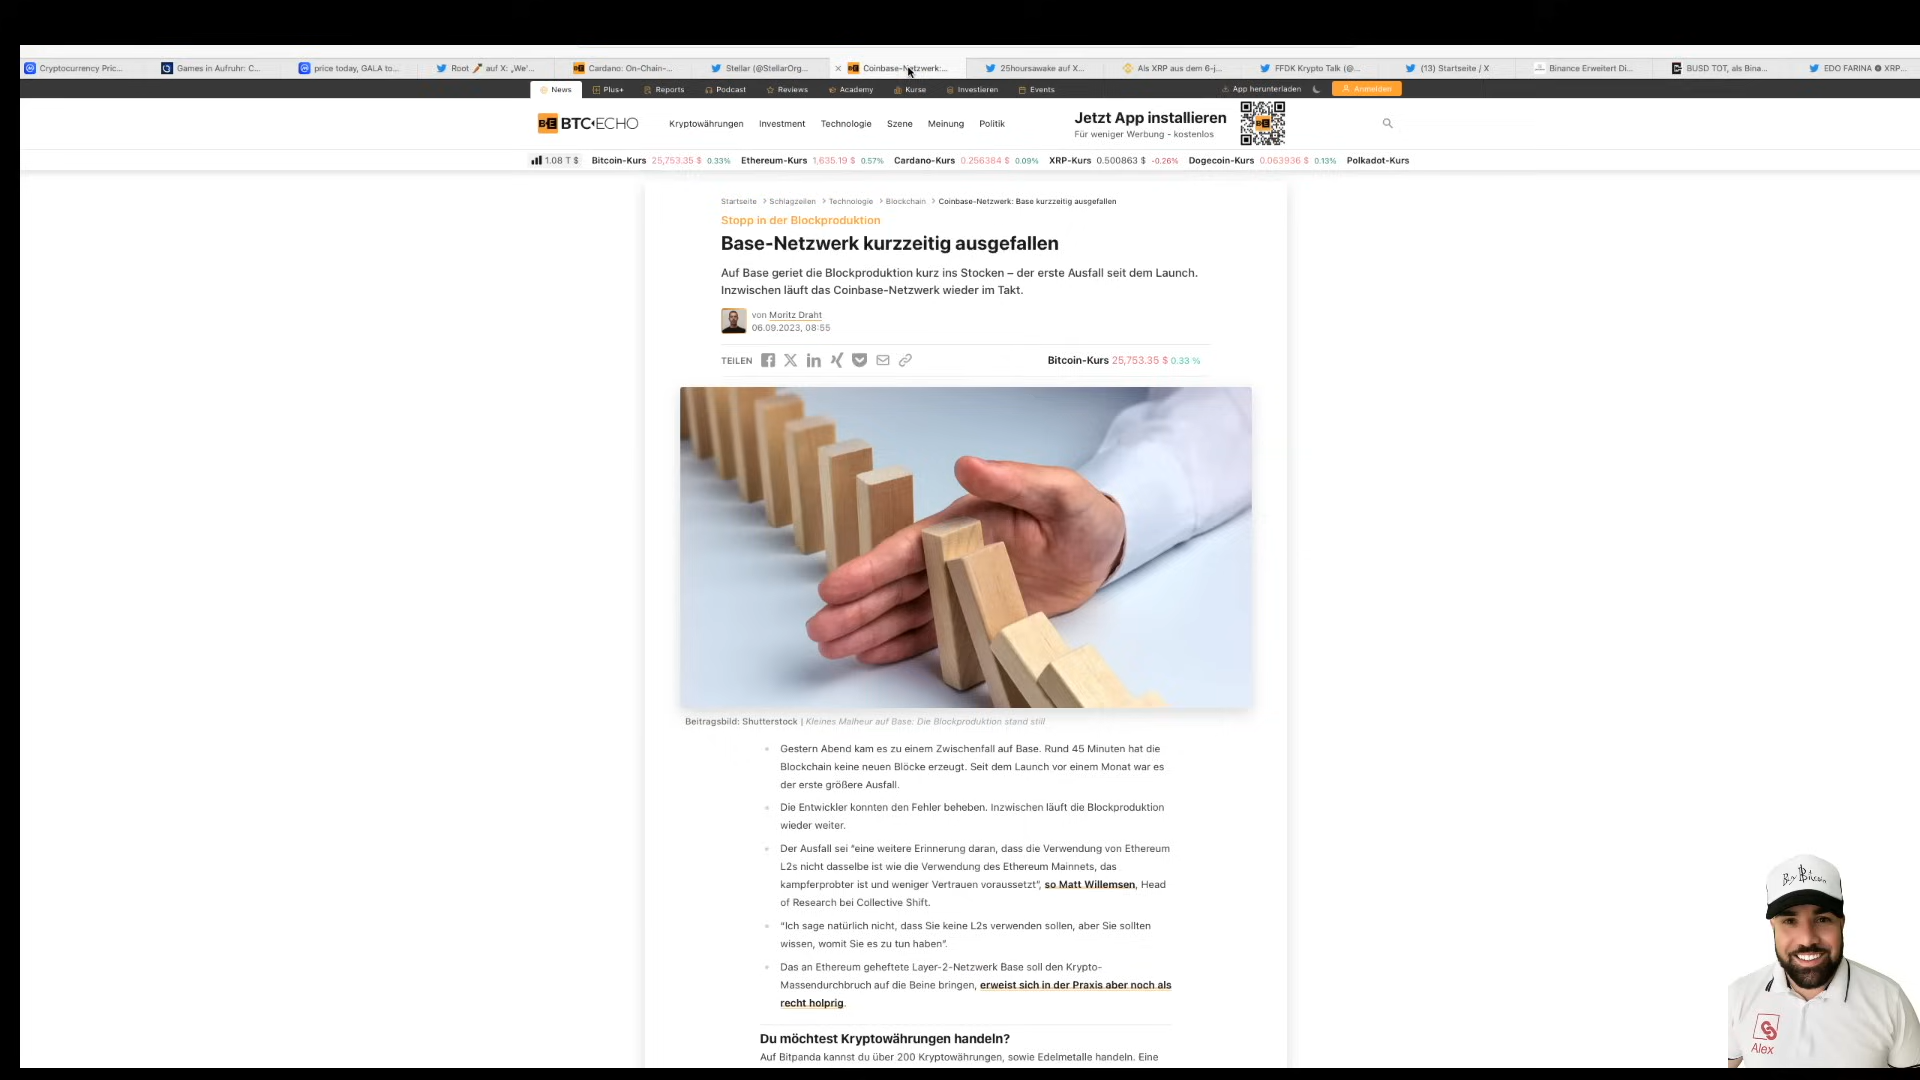 Cryptocurrency Pric...
Games in Aufruhr: C...
price today, GALA to...
Root 🥕 auf X: „We'...
Cardano: On-Chain-...
Stellar (@StellarOrg...
Coinbase-Netzwerk:...
25hoursawake auf X...
Als XRP aus dem 6-j...
FFDK Krypto Talk (@...
(13) Startseite / X
Binance Erweitert Di...
BUSD TOT, als Bina...
EDO FARINA 🅧 XRP...
News
Plus+
Reports
Podcast
Reviews
Academy
Kurse
Investieren
Events
App herunterladen
Anmelden
BE BTC-ECHO
Kryptowährungen
Investment
Technologie
Szene
Meinung
Politik
Jetzt App installieren
Für weniger Werbung - kostenlos
1.08 T $
Bitcoin-Kurs 25,753.35 $ 0.33%
Ethereum-Kurs 1,635.19 $ 0.57%
Cardano-Kurs 0.256384 $ 0.09%
XRP-Kurs 0.500863 $ -0.26%
Dogecoin-Kurs 0.063936 $ 0.13%
Polkadot-Kurs
Startseite > Schlagzeilen > Technologie > Blockchain > Coinbase-Netzwerk: Base kurzzeitig ausgefallen
Stopp in der Blockproduktion
Base-Netzwerk kurzzeitig ausgefallen
Auf Base geriet die Blockproduktion kurz ins Stocken – der erste Ausfall seit dem Launch.
Inzwischen läuft das Coinbase-Netzwerk wieder im Takt.
von Moritz Draht
06.09.2023, 08:55
TEILEN
Bitcoin-Kurs 25,753.35 $ 0.33 %
Beitragsbild: Shutterstock | Kleines Malheur auf Base: Die Blockproduktion stand still
Gestern Abend kam es zu einem Zwischenfall auf Base. Rund 45 Minuten hat die
Blockchain keine neuen Blöcke erzeugt. Seit dem Launch vor einem Monat war es
der erste größere Ausfall.
Die Entwickler konnten den Fehler beheben. Inzwischen läuft die Blockproduktion
wieder weiter.
Der Ausfall sei “eine weitere Erinnerung daran, dass die Verwendung von Ethereum
L2s nicht dasselbe ist wie die Verwendung des Ethereum Mainnets, das
kampferprobter ist und weniger Vertrauen voraussetzt”, so Matt Willemsen, Head
of Research bei Collective Shift.
“Ich sage natürlich nicht, dass Sie keine L2s verwenden sollen, aber Sie sollten
wissen, womit Sie es zu tun haben”.
Das an Ethereum geheftete Layer-2-Netzwerk Base soll den Krypto-
Massendurchbruch auf die Beine bringen, erweist sich in der Praxis aber noch als
recht holprig.
Du möchtest Kryptowährungen handeln?
Auf Bitpanda kannst du über 200 Kryptowährungen, sowie Edelmetalle handeln. Eine
Alex